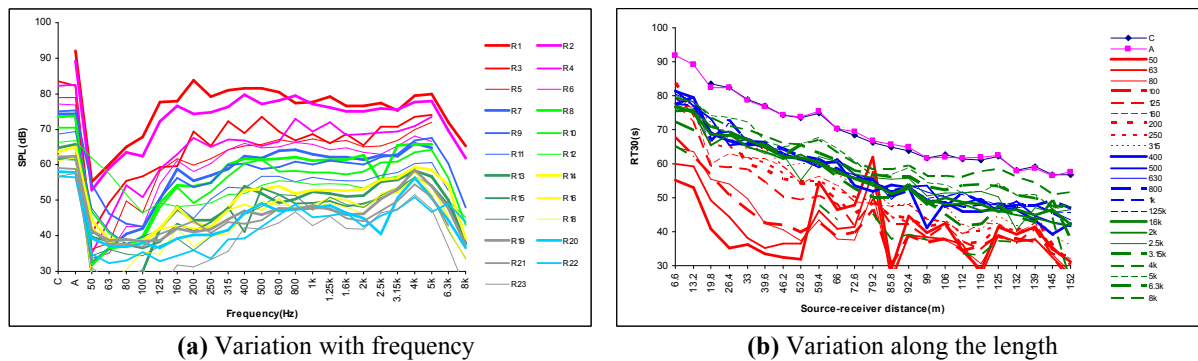 100
90
80
70
60
50
40
30
SPL (dB)
C A 50 63 80 100 125 160 200 250 315 400 500 630 800 1k 1.25k 1.6k 2k 2.5k 3.15k 4k 5k 6.3k 8k
Frequency(Hz)
R1 R2
R3 R4
R5 R6
R7 R8
R9 R10
R11 R12
R13 R14
R15 R16
R17 R18
R19 R20
R21 R22
R23
(a) Variation with frequency
100
90
80
70
60
50
40
30
RT30(s)
6.6 13.2 19.8 26.4 33 39.6 46.2 52.8 59.4 66 72.6 79.2 85.8 92.4 99 106 112 119 125 132 139 145 152
Source-receiver distance(m)
C
A
50
63
80
100
125
160
200
250
315
400
500
630
800
1k
1.25k
16k
2k
2.5k
3.15k
4k
5k
6.3k
8k
(b) Variation along the length